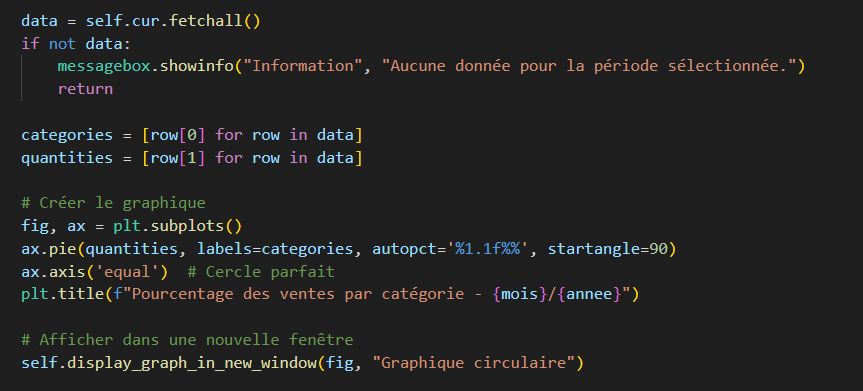 data = self.cur.fetchall()
if not data:
    messagebox.showinfo("Information", "Aucune donnée pour la période sélectionnée.")
    return

categories = [row[0] for row in data]
quantities = [row[1] for row in data]

# Créer le graphique
fig, ax = plt.subplots()
ax.pie(quantities, labels=categories, autopct='%1.1f%%', startangle=90)
ax.axis('equal')  # Cercle parfait
plt.title(f"Pourcentage des ventes par catégorie - {mois}/{annee}")

# Afficher dans une nouvelle fenêtre
self.display_graph_in_new_window(fig, "Graphique circulaire")